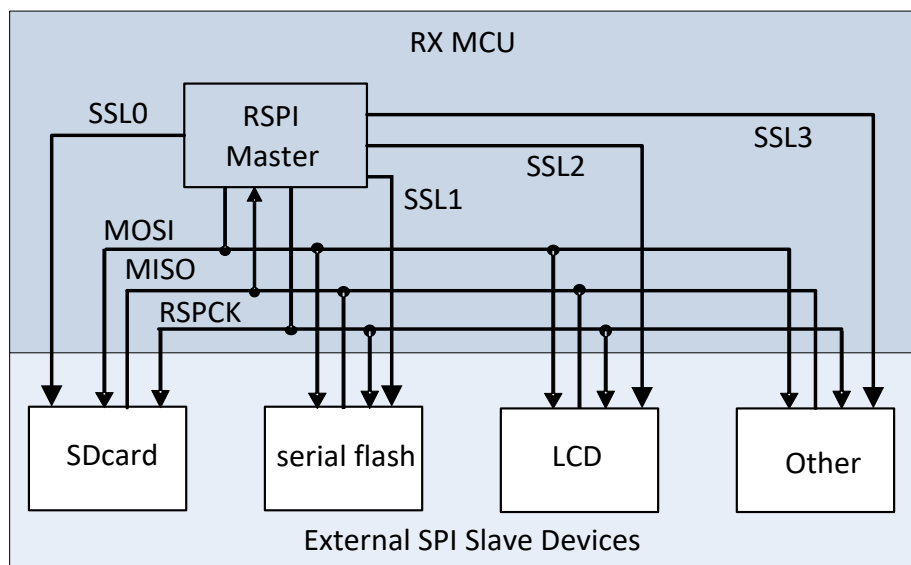 RX MCU
SSL0
RSPI
Master
SSL3
SSL2
SSL1
MOSI
MISO
RSPCK
SDcard
serial flash
LCD
Other
External SPI Slave Devices